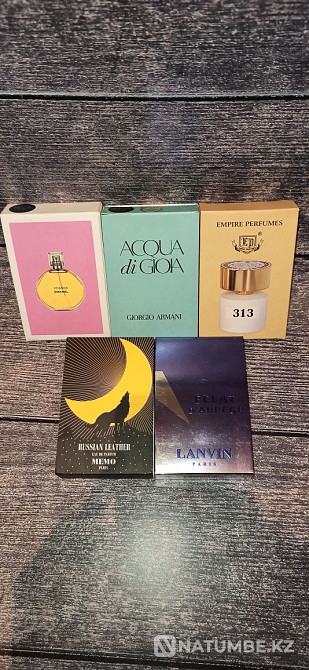 CHANCE
CHANEL
ACQUA
di GIOIA
GIORGIO ARMANI
EMPIRE PERFUMES
EP
313
RUSSIAN LEATHER
EAU DE PARFUM
MEMO
PARIS
ECLAT
D'ARPEGE
LANVIN
PARIS
NATUMBE.KZ